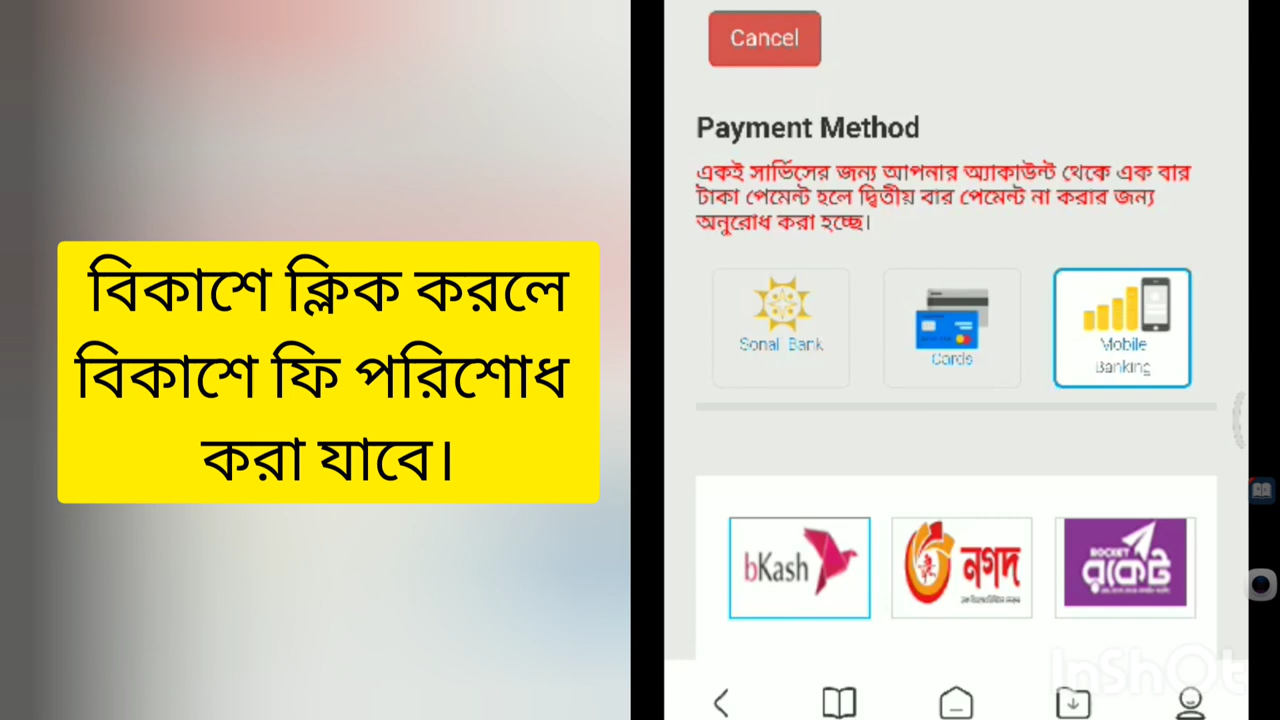 বিকাশে ক্লিক করলে
বিকাশে ফি পরিশোধ
করা যাবে।
Cancel
Payment Method
একই সার্ভিসের জন্য আপনার অ্যাকাউন্ট থেকে এক বার
টাকা পেমেন্ট হলে দ্বিতীয় বার পেমেন্ট না করার জন্য
অনুরোধ করা হচ্ছে।
Sonali Bank
Cards
Mobile
Banking
bKash
নগদ
ROCKET
রকেট
InShOt